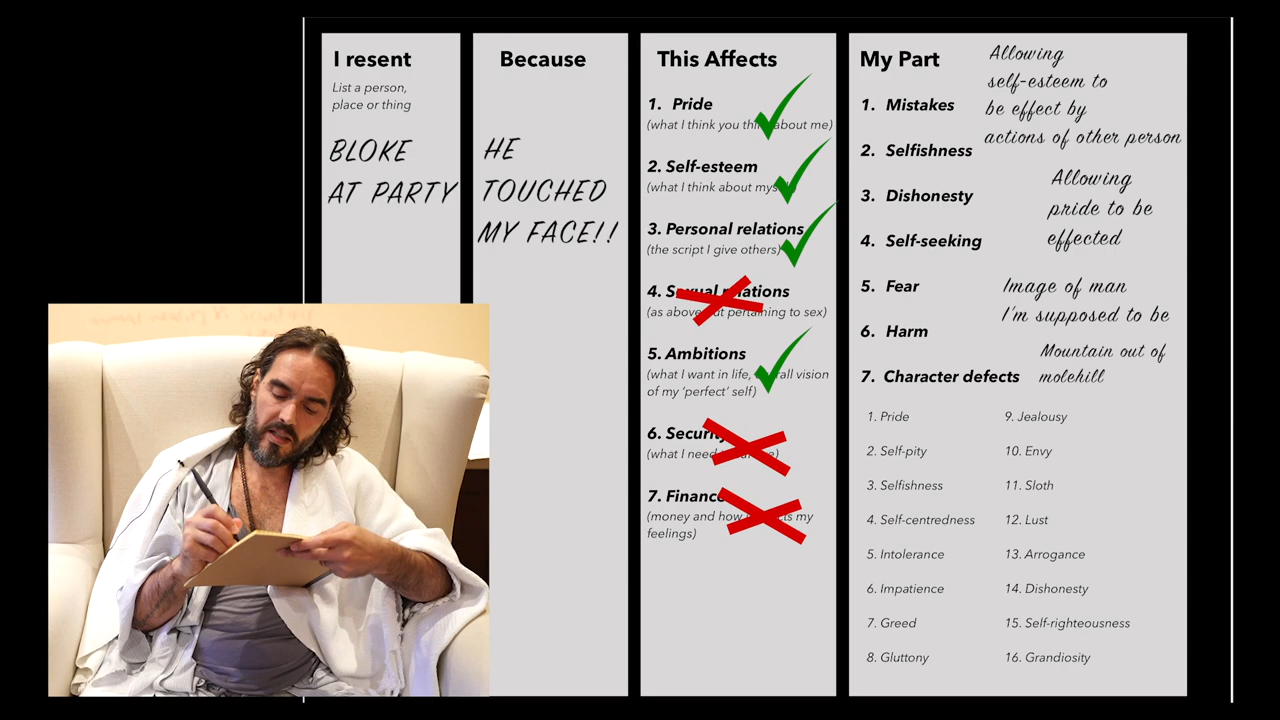 I resent
List a person,
place or thing
BLOKE
AT PARTY
Because
HE
TOUCHED
MY FACE!!
This Affects
1. Pride
(what I think you think about me)
2. Self-esteem
(what I think about myself)
3. Personal relations
(the script I give others)
4. Sexual relations
(as above but pertaining to sex)
5. Ambitions
(what I want in life, overall vision
of my 'perfect' self)
6. Security
(what I need to
7. Finance
(money and how it affects my
feelings)
My Part
1. Mistakes
2. Selfishness
3. Dishonesty
4. Self-seeking
5. Fear
6. Harm
7. Character defects
Allowing
self-esteem to
be effect by
actions of other person
Allowing
pride to be
effected
Image of man
I'm supposed to be
Mountain out of
molehill
1. Pride
2. Self-pity
3. Selfishness
4. Self-centredness
5. Intolerance
6. Impatience
7. Greed
8. Gluttony
9. Jealousy
10. Envy
11. Sloth
12. Lust
13. Arrogance
14. Dishonesty
15. Self-righteousness
16. Grandiosity